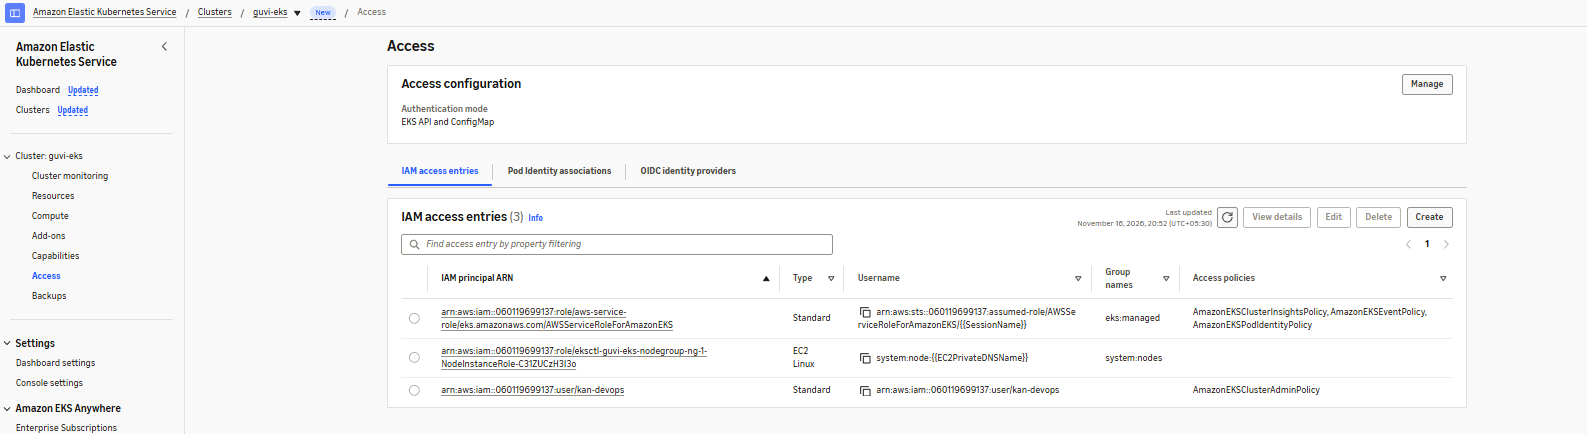 Amazon Elastic Kubernetes Service / Clusters / guvi-eks New / Access
Amazon Elastic
Kubernetes Service
Dashboard Updated
Clusters Updated
Cluster: guvi-eks
Cluster monitoring
Resources
Compute
Add-ons
Capabilities
Access
Backups
Settings
Dashboard settings
Console settings
Amazon EKS Anywhere
Enterprise Subscriptions
Access
Access configuration
Manage
Authentication mode
EKS API and ConfigMap
IAM access entries
Pod Identity associations
OIDC identity providers
IAM access entries (3) Info
Last updated
November 16, 2026, 20:52 (UTC+05:30)
View details
Edit
Delete
Create
Find access entry by property filtering
1
IAM principal ARN
Type
Username
Group
names
Access policies
arn:aws:iam::060119699137:role/aws-service-
role/eks.amazonaws.com/AWSServiceRoleForAmazonEKS
Standard
arn:aws:sts::060119699137:assumed-role/AWSSe
rviceRoleForAmazonEKS/{{SessionName}}
eks:managed
AmazonEKSClusterInsightsPolicy, AmazonEKSEventPolicy,
AmazonEKSPodIdentityPolicy
arn:aws:iam::060119699137:role/eksctl-guvi-eks-nodegroup-ng-1-
NodeInstanceRole-C31ZUCzH3I3o
EC2
Linux
system:node:{{EC2PrivateDNSName}}
system:nodes
arn:aws:iam::060119699137:user/kan-devops
Standard
arn:aws:iam::060119699137:user/kan-devops
AmazonEKSClusterAdminPolicy